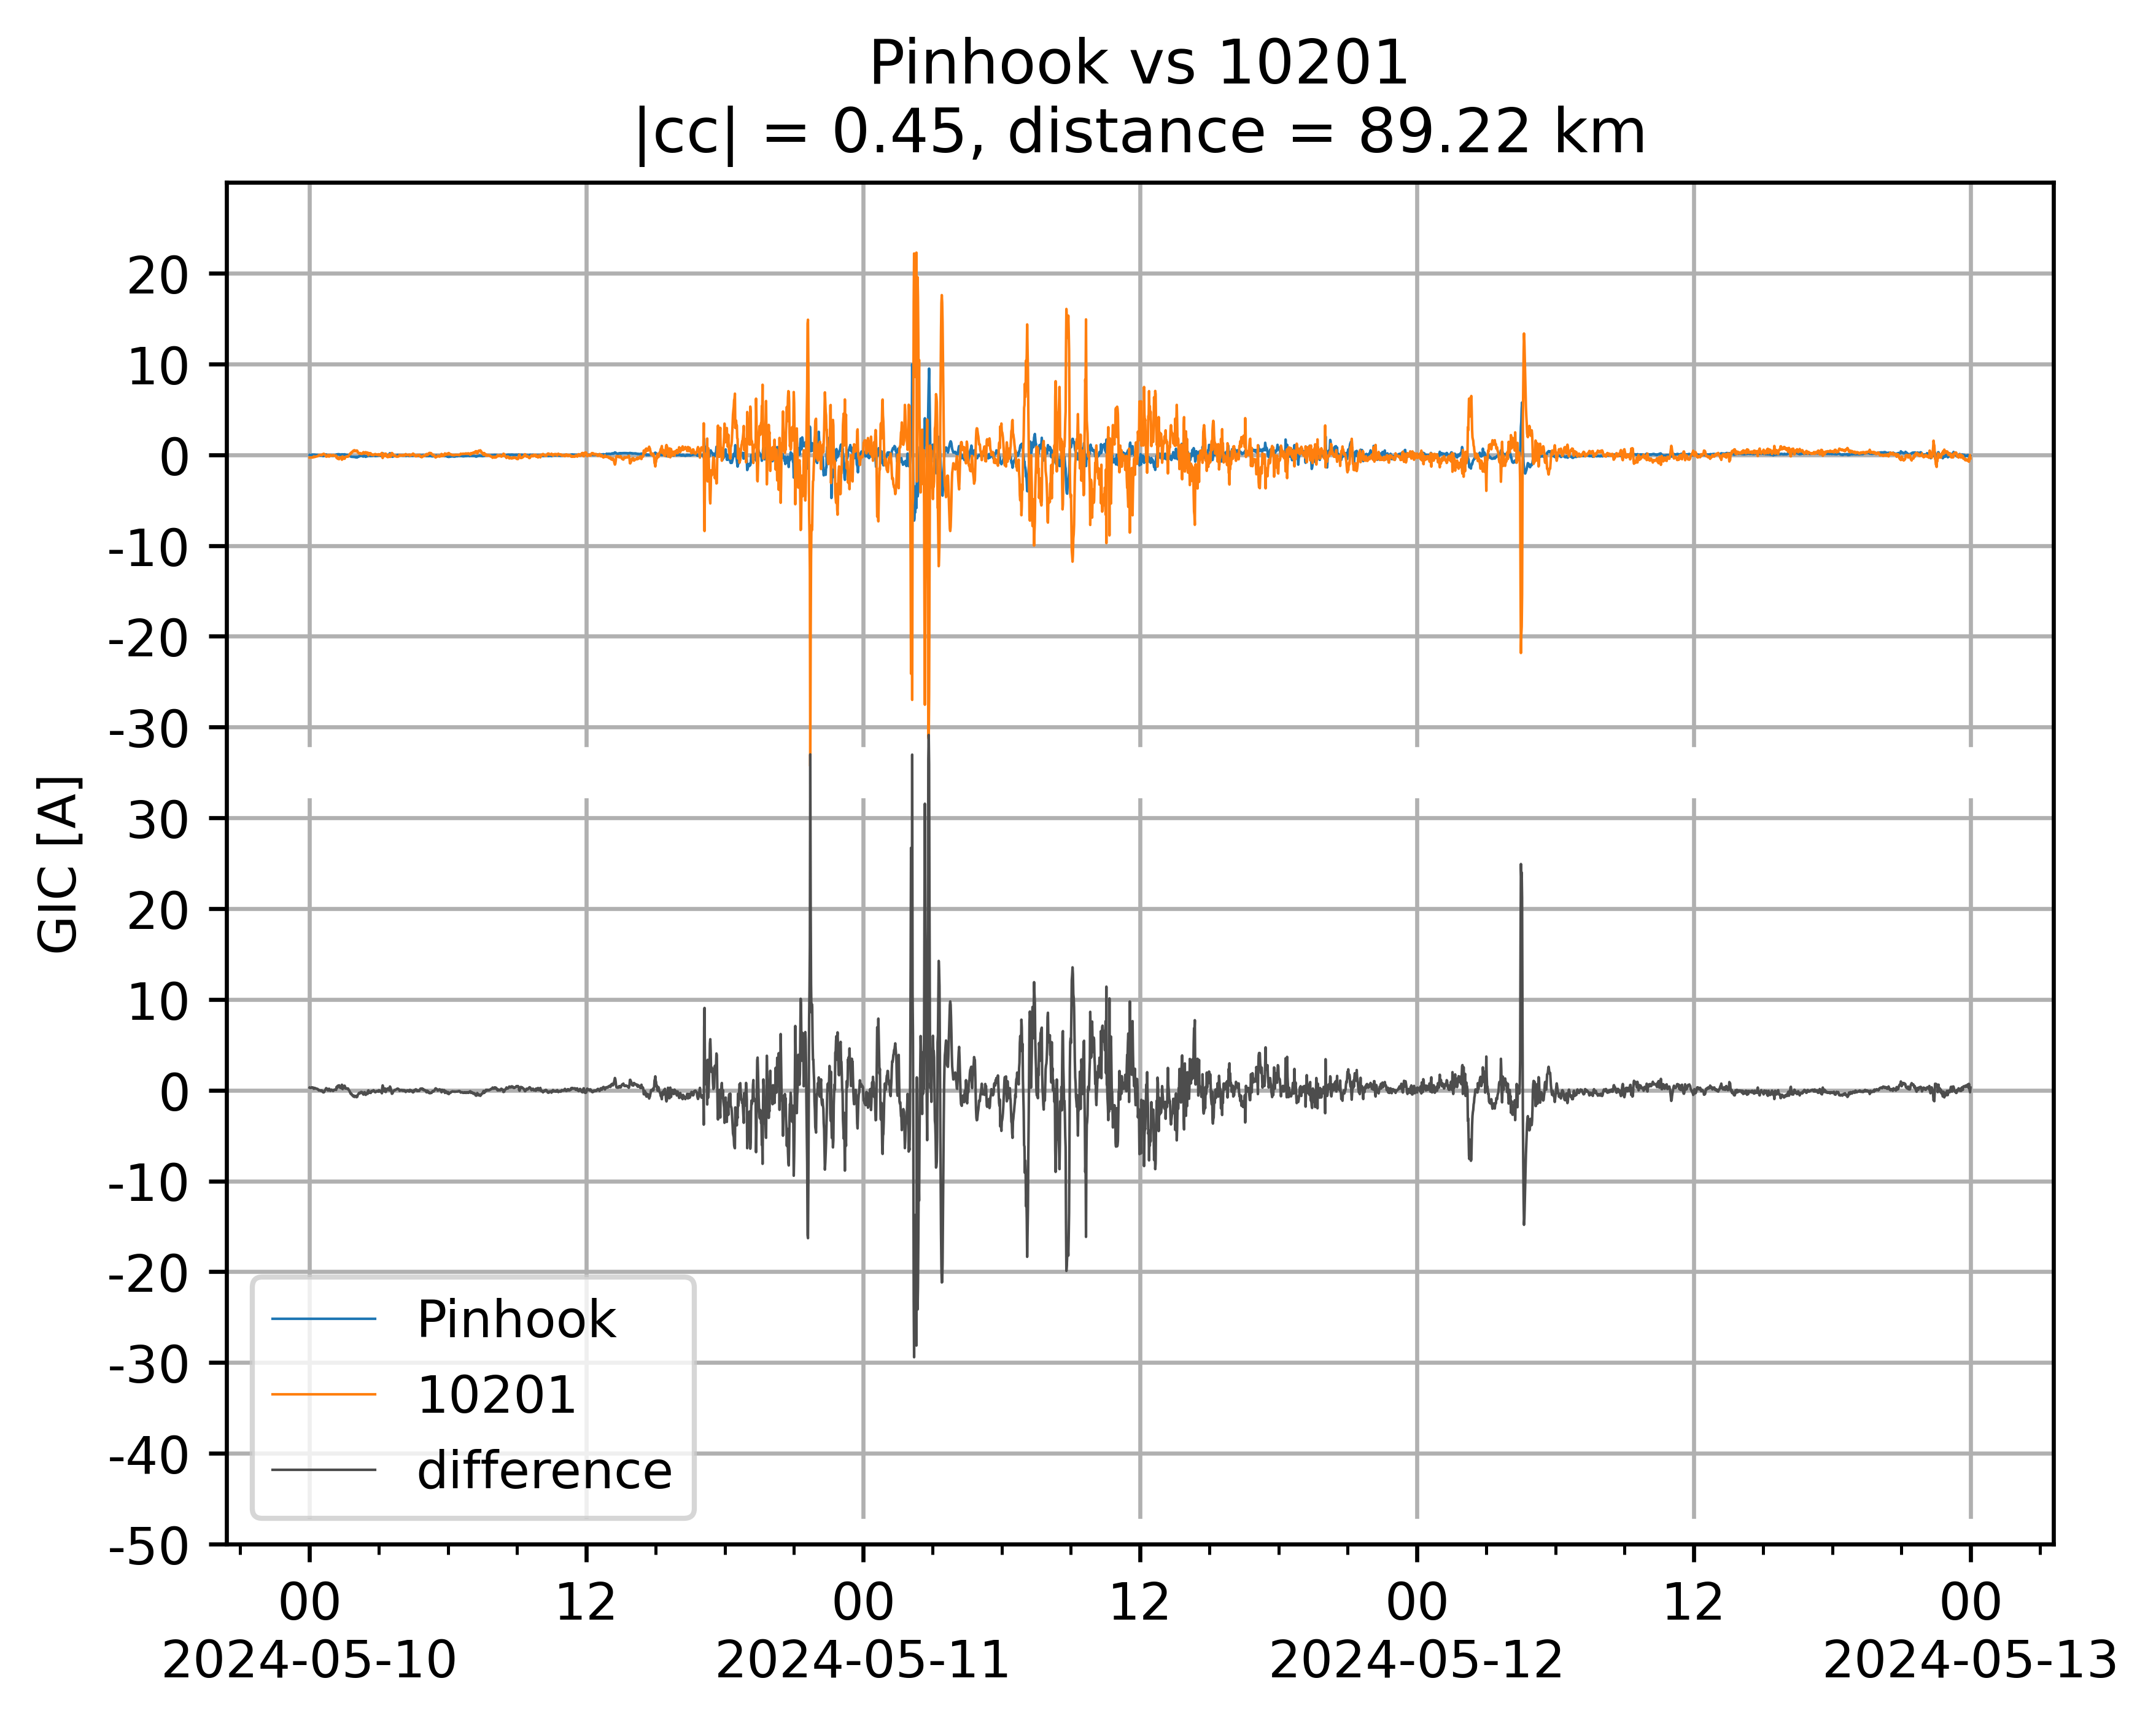 Pinhook vs 10201
|cc| = 0.45, distance = 89.22 km
GIC [A]
20
10
0
-10
-20
-30
30
20
10
0
-10
-20
-30
-40
-50
Pinhook
10201
difference
00 12 00 12 00 12 00
2024-05-10 2024-05-11 2024-05-12 2024-05-13